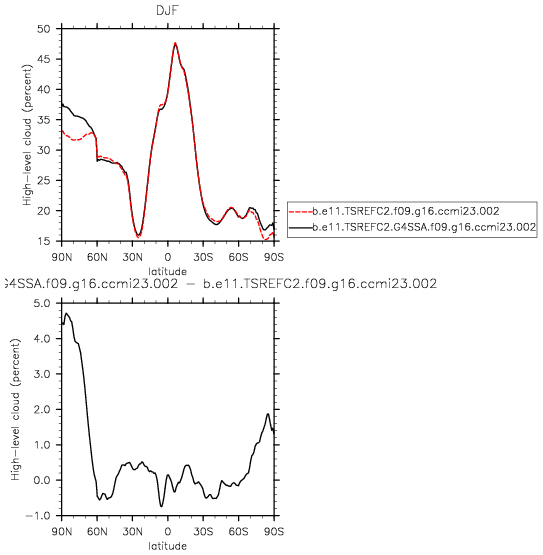 DJF
50
45
40
35
30
25
20
15
High-level cloud (percent)
90N 60N 30N 0 30S 60S 90S
latitude
b.e11.TSREFC2.f09.g16.ccmi23.002
b.e11.TSREFC2.G4SSA.f09.g16.ccmi23.002
G4SSA.f09.g16.ccmi23.002 − b.e11.TSREFC2.f09.g16.ccmi23.002
5.0
4.0
3.0
2.0
1.0
0.0
−1.0
High-level cloud (percent)
90N 60N 30N 0 30S 60S 90S
latitude